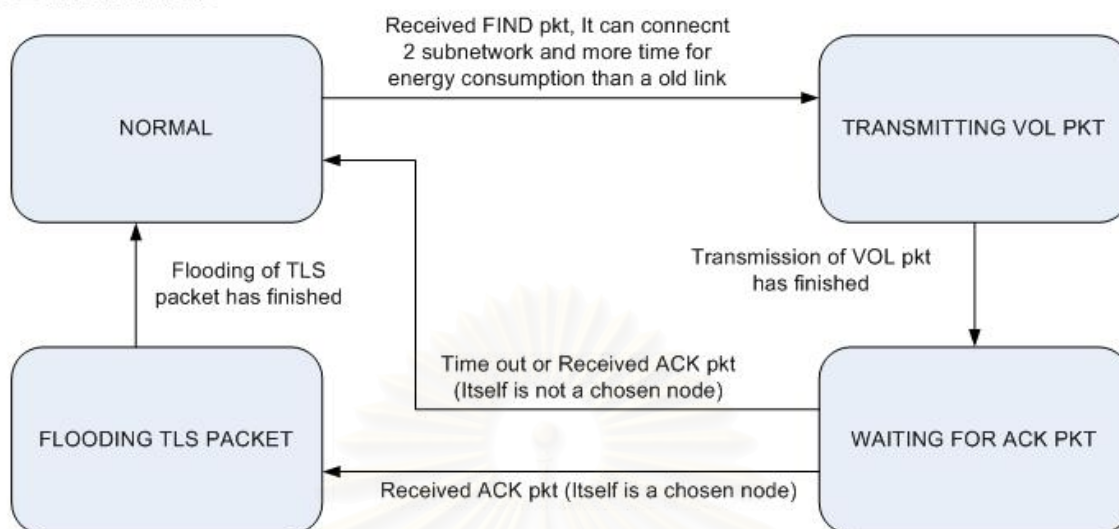 Received FIND pkt, It can connecnt
2 subnetwork and more time for
energy consumption than a old link
NORMAL
TRANSMITTING VOL PKT
Flooding of TLS
packet has finished
Transmission of VOL pkt
has finished
Time out or Received ACK pkt
(Itself is not a chosen node)
FLOODING TLS PACKET
WAITING FOR ACK PKT
Received ACK pkt (Itself is a chosen node)